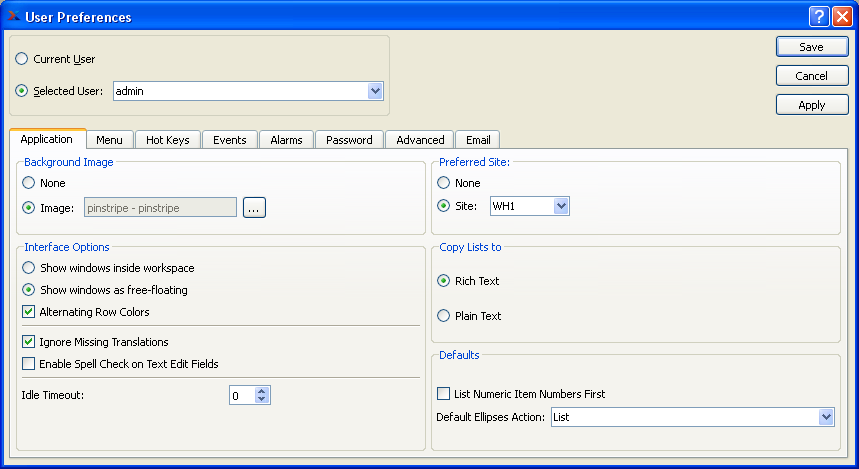 User Preferences
Current User
Selected User: admin
Save
Cancel
Apply
Application Menu Hot Keys Events Alarms Password Advanced Email
Background Image
None
Image: pinstripe - pinstripe ...
Preferred Site:
None
Site: WH1
Interface Options
Show windows inside workspace
Show windows as free-floating
Alternating Row Colors
Ignore Missing Translations
Enable Spell Check on Text Edit Fields
Idle Timeout: 0
Copy Lists to
Rich Text
Plain Text
Defaults
List Numeric Item Numbers First
Default Ellipses Action: List